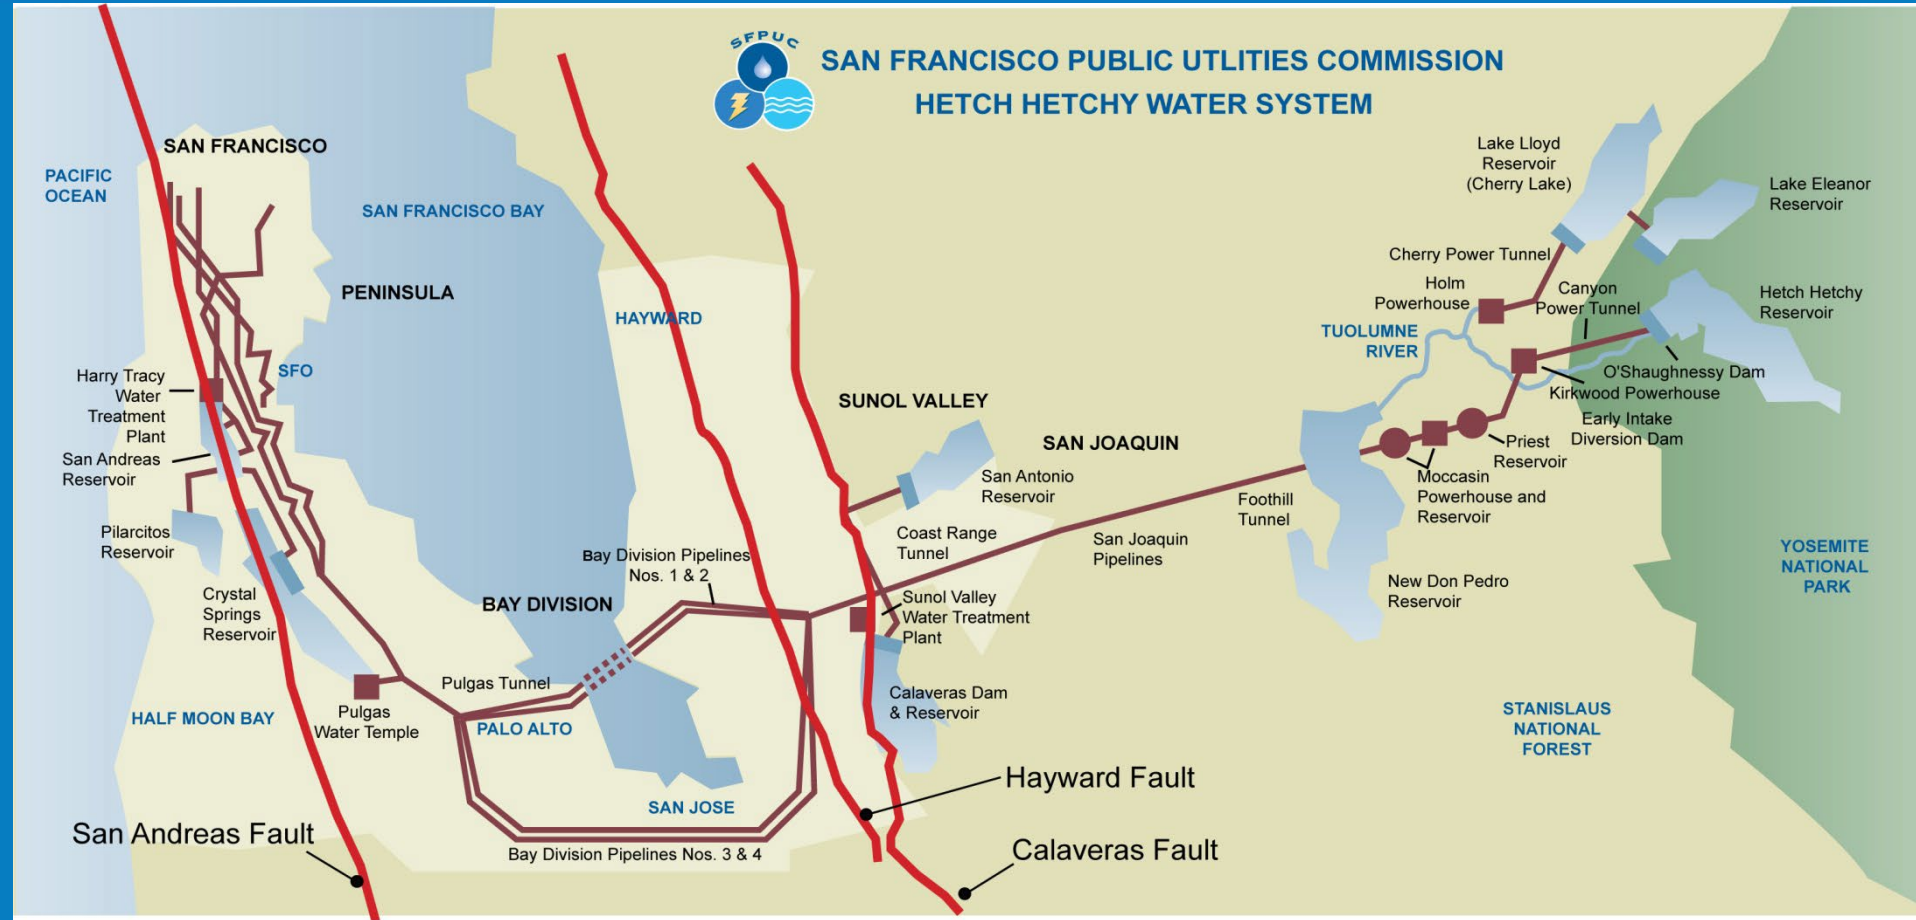 SFPUC
SAN FRANCISCO PUBLIC UTLITIES COMMISSION
HETCH HETCHY WATER SYSTEM
SAN FRANCISCO
PACIFIC
OCEAN
SAN FRANCISCO BAY
PENINSULA
HAYWARD
SFO
Harry Tracy
Water
Treatment
Plant
San Andreas
Reservoir
Pilarcitos
Reservoir
Crystal
Springs
Reservoir
HALF MOON BAY
Pulgas
Water Temple
Pulgas Tunnel
PALO ALTO
BAY DIVISION
Bay Division Pipelines
Nos. 1 & 2
SAN JOSE
Bay Division Pipelines Nos. 3 & 4
San Andreas Fault
Hayward Fault
Calaveras Fault
SUNOL VALLEY
San Antonio
Reservoir
Coast Range
Tunnel
Sunol Valley
Water Treatment
Plant
Calaveras Dam
& Reservoir
SAN JOAQUIN
San Joaquin
Pipelines
Foothill
Tunnel
New Don Pedro
Reservoir
Moccasin
Powerhouse and
Reservoir
Priest
Reservoir
Early Intake
Diversion Dam
Kirkwood Powerhouse
O'Shaughnessy Dam
Canyon
Power Tunnel
Hetch Hetchy
Reservoir
Lake Eleanor
Reservoir
Lake Lloyd
Reservoir
(Cherry Lake)
Cherry Power Tunnel
Holm
Powerhouse
TUOLUMNE
RIVER
YOSEMITE
NATIONAL
PARK
STANISLAUS
NATIONAL
FOREST